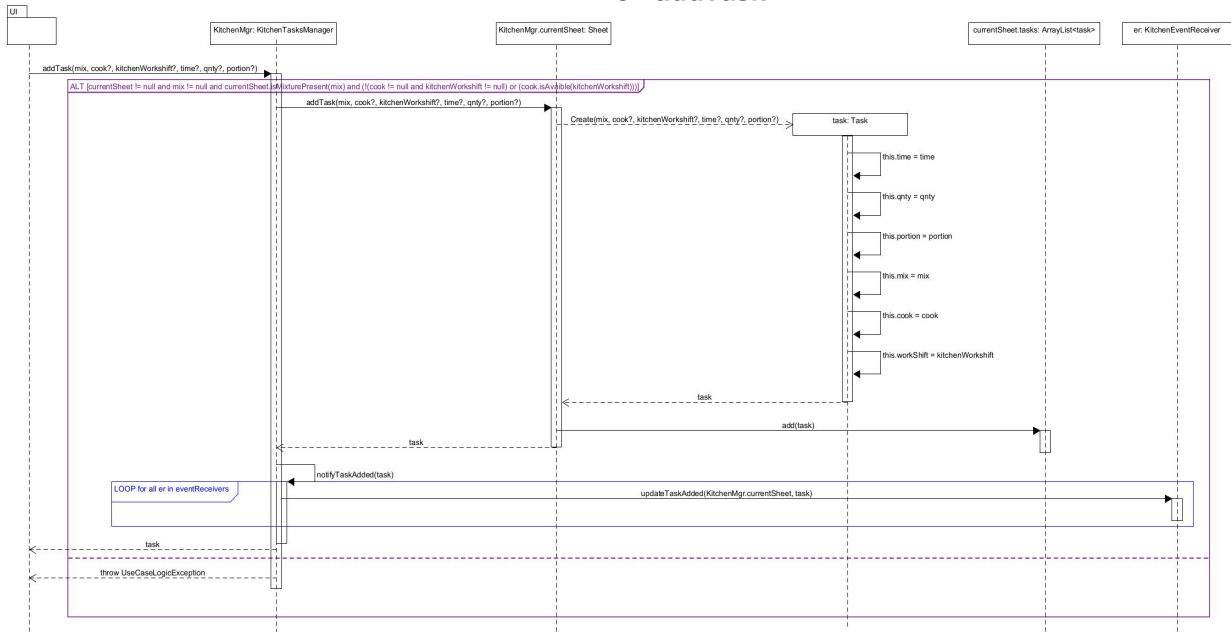 UI
KitchenMgr: KitchenTasksManager
KitchenMgr.currentSheet: Sheet
currentSheet.tasks: ArrayList<task>
er: KitchenEventReceiver
addTask(mix, cook?, kitchenWorkshift?, time?, qnty?, portion?)
ALT [currentSheet != null and mix != null and currentSheet.isMixturePresent(mix) and (!(cook != null and kitchenWorkshift != null) or (cook.isAvaible(kitchenWorkshift)))]
addTask(mix, cook?, kitchenWorkshift?, time?, qnty?, portion?)
Create(mix, cook?, kitchenWorkshift?, time?, qnty?, portion?)
task: Task
this.time = time
this.qnty = qnty
this.portion = portion
this.mix = mix
this.cook = cook
this.workShift = kitchenWorkshift
task
add(task)
task
notifyTaskAdded(task)
LOOP for all er in eventReceivers
updateTaskAdded(KitchenMgr.currentSheet, task)
task
throw UseCaseLogicException